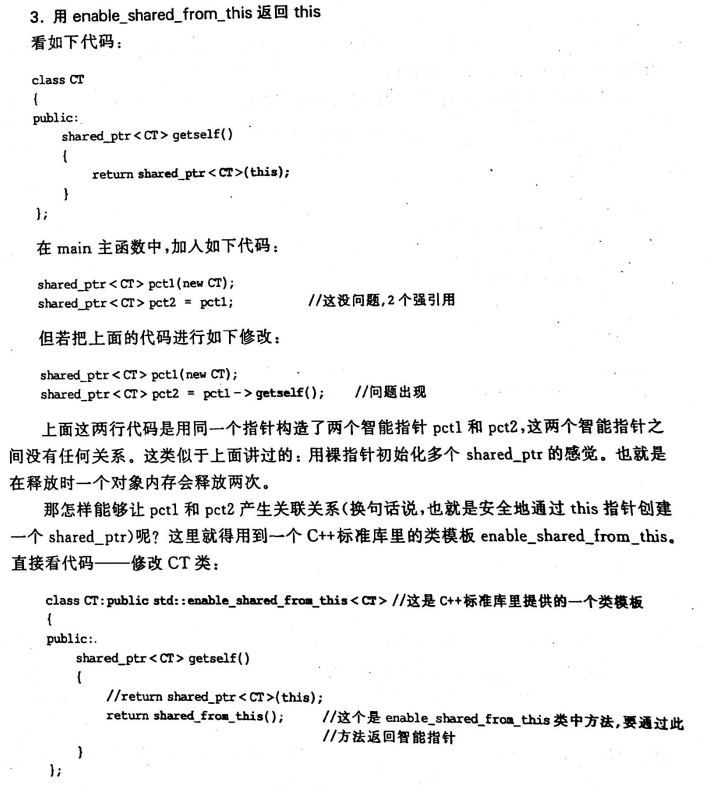 3. 用 enable_shared_from_this 返回 this
看如下代码：
class CT
{
public:
shared_ptr<CT> getself()
{
return shared_ptr<CT>(this);
}
};
在 main 主函数中,加入如下代码：
shared_ptr<CT> pct1(new CT);
shared_ptr<CT> pct2 = pct1; //这没问题,2 个强引用
但若把上面的代码进行如下修改：
shared_ptr<CT> pct1(new CT);
shared_ptr<CT> pct2 = pct1->getself(); //问题出现
上面这两行代码是用同一个指针构造了两个智能指针 pct1 和 pct2,这两个智能指针之
间没有任何关系。这类似于上面讲过的：用裸指针初始化多个 shared_ptr 的感觉。也就是
在释放时一个对象内存会释放两次。
那怎样能够让 pct1 和 pct2 产生关联关系(换句话说,也就是安全地通过 this 指针创建
一个 shared_ptr)呢？这里就得用到一个 C++标准库里的类模板 enable_shared_from_this。
直接看代码——修改 CT 类：
class CT:public std::enable_shared_from_this<CT> //这是 C++标准库里提供的一个类模板
{
public:
shared_ptr<CT> getself()
{
//return shared_ptr<CT>(this);
return shared_from_this(); //这个是 enable_shared_from_this 类中方法,要通过此
//方法返回智能指针
}
};